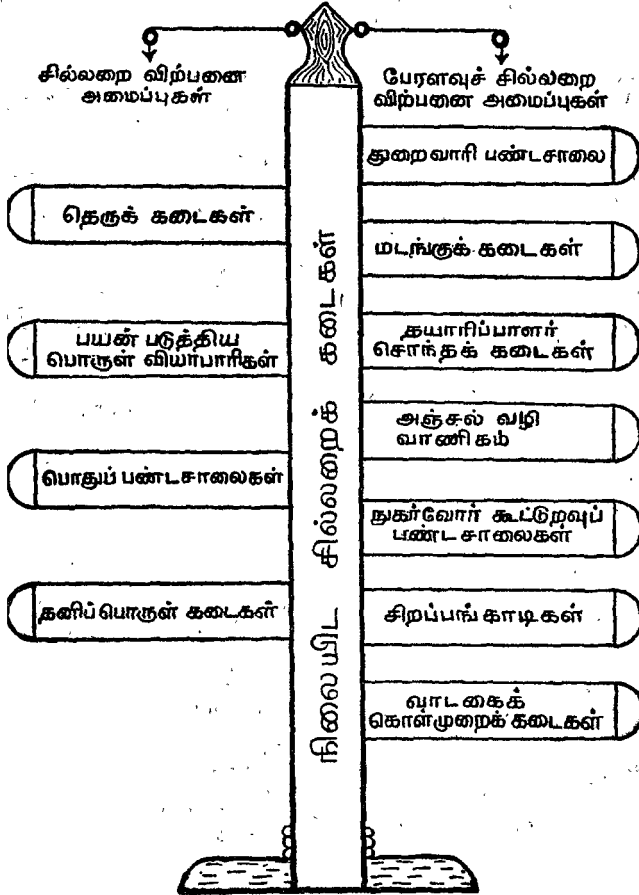 சில்லறை விற்பனை
அமைப்புகள்
பேரளவுச் சில்லறை
விற்பனை அமைப்புகள்
நிலையிட சில்லறைக் கடைகள்
தெருக் கடைகள்
பயன் படுத்திய
பொருள் வியாபாரிகள்
பொதுப் பண்டசாலைகள்
தனிப்பொருள் கடைகள்
துறைவாரி பண்டசாலை
மடங்குக் கடைகள்
தயாரிப்பாளர்
சொந்தக் கடைகள்
அஞ்சல் வழி
வாணிகம்
நுகர்வோர் கூட்டுறவுப்
பண்டசாலைகள்
சிறப்பங்காடிகள்
வாடகைக்
கொள்முறைக் கடைகள்